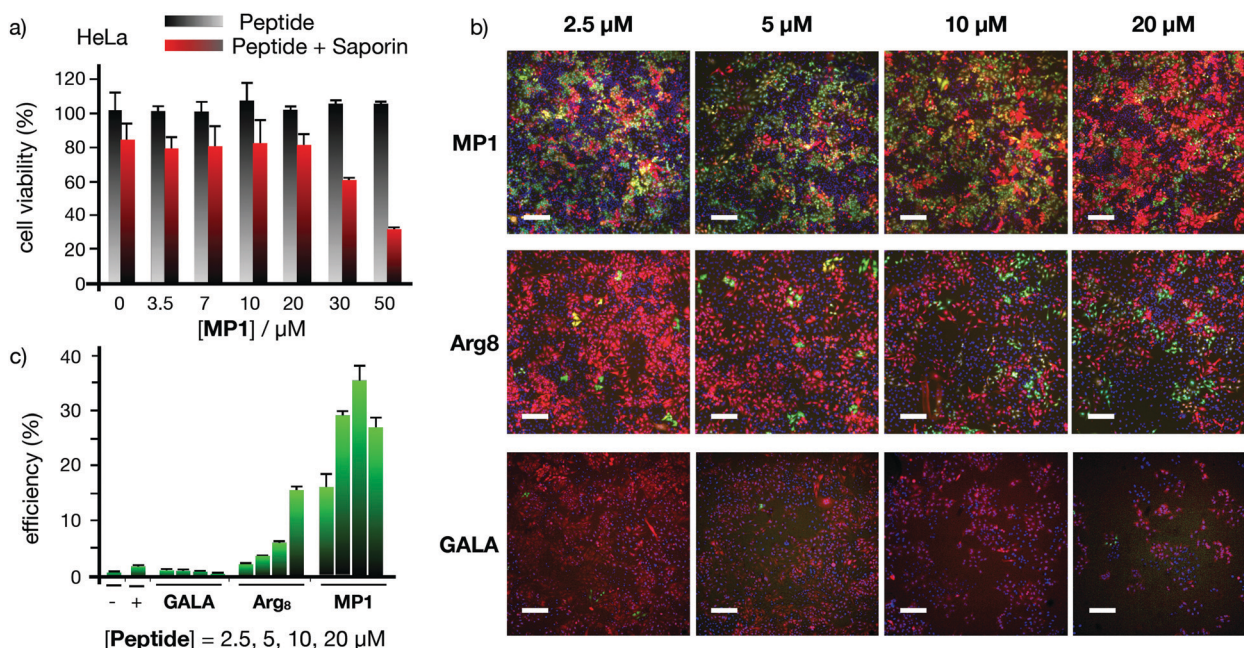 a)
HeLa
Peptide
Peptide + Saporin
cell viability (%)
120
100
80
60
40
20
0
0 3.5 7 10 20 30 50
[MP1] / µM
b)
2.5 µM 5 µM 10 µM 20 µM
MP1
Arg8
GALA
c)
efficiency (%)
40
30
20
10
0
- + GALA Arg₈ MP1
[Peptide] = 2.5, 5, 10, 20 µM